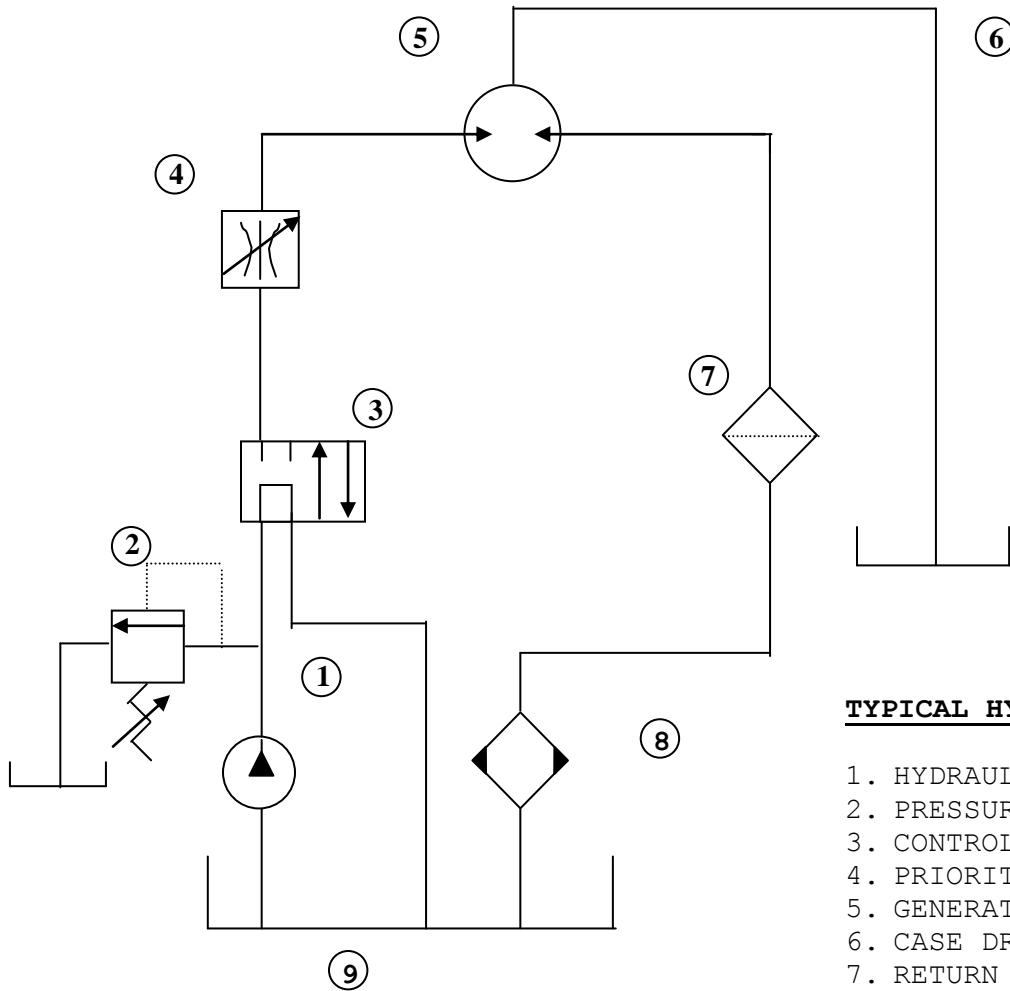 5
6
4
7
3
2
1
8
TYPICAL HY
1. HYDRAUL
2. PRESSUR
3. CONTROL
4. PRIORIT
5. GENERAT
6. CASE DR
7. RETURN
9